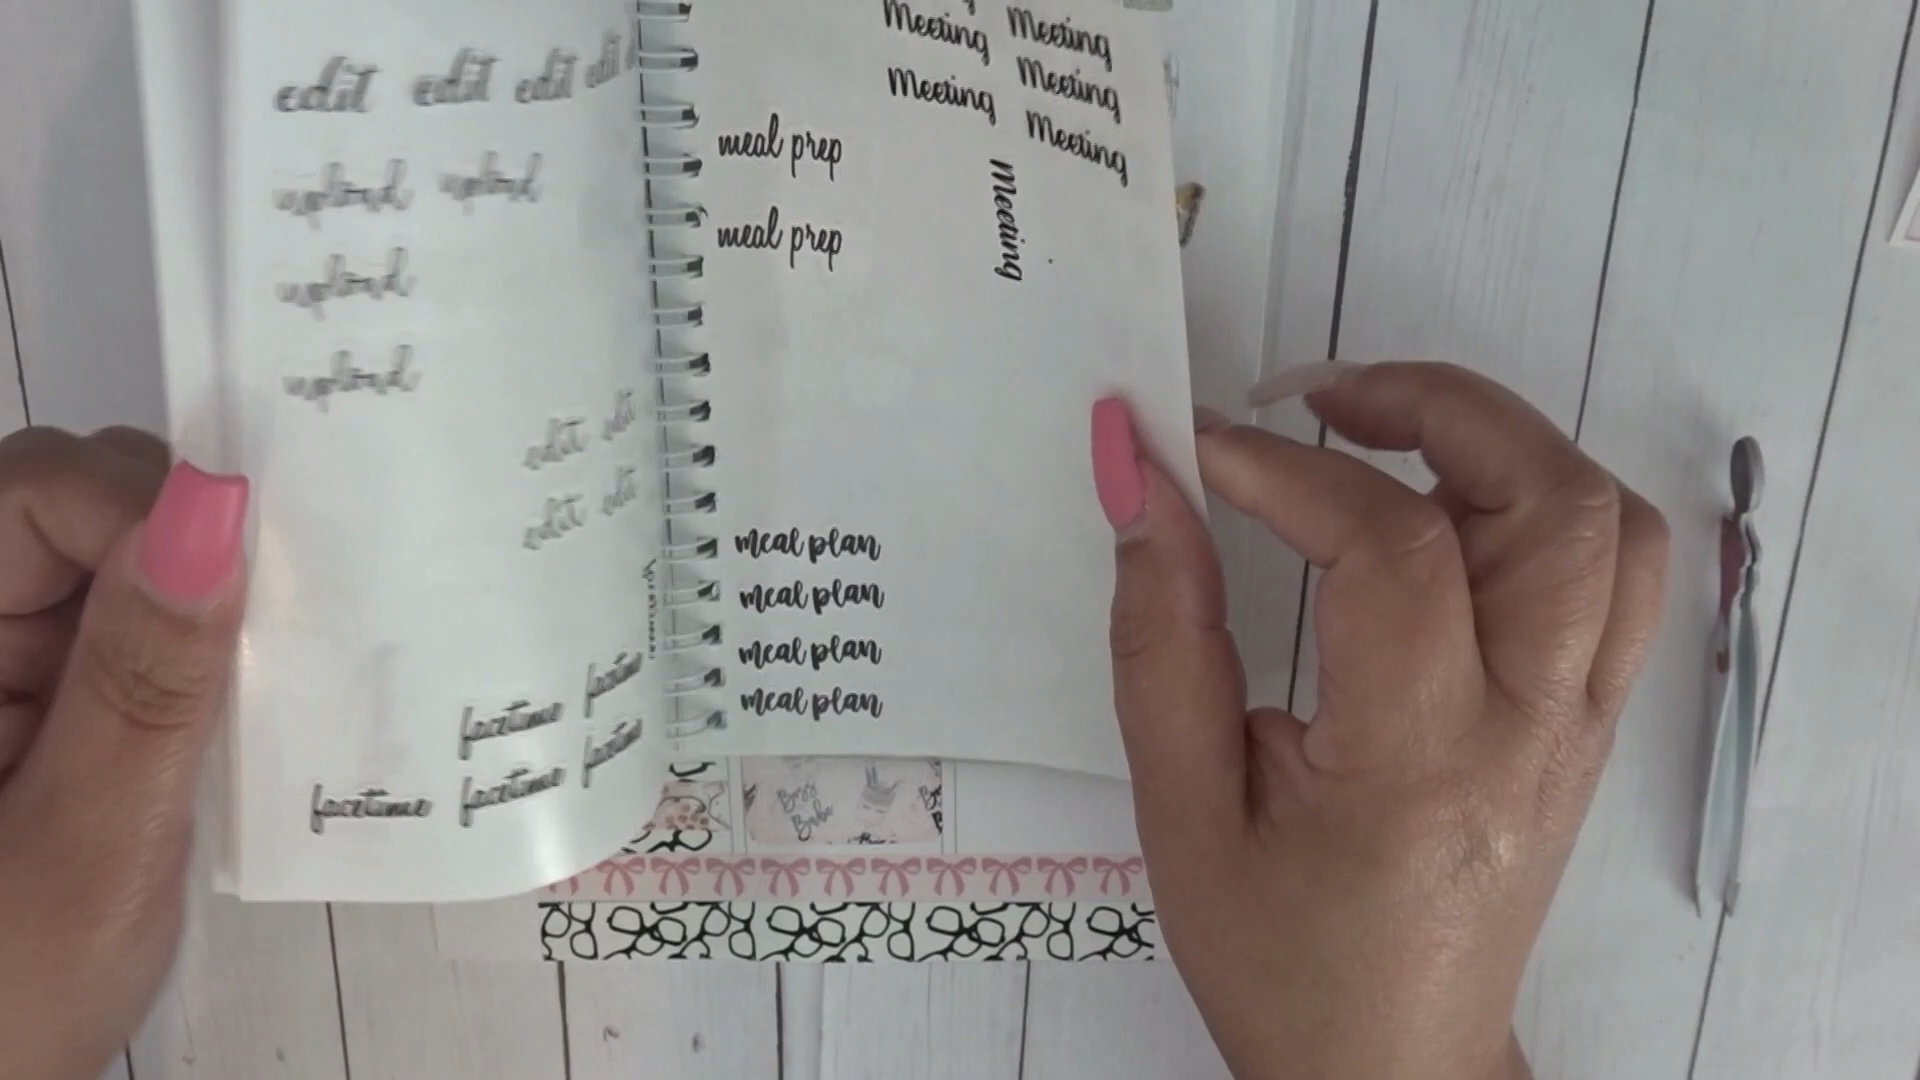 edit edit edit edit
upload upload
upload
upload
edit edit
edit edit
facetime facetime
facetime facetime facetime
Meeting Meeting
Meeting Meeting
Meeting
meal prep
meal prep
Meeting
meal plan
meal plan
meal plan
meal plan
Boss
Babe